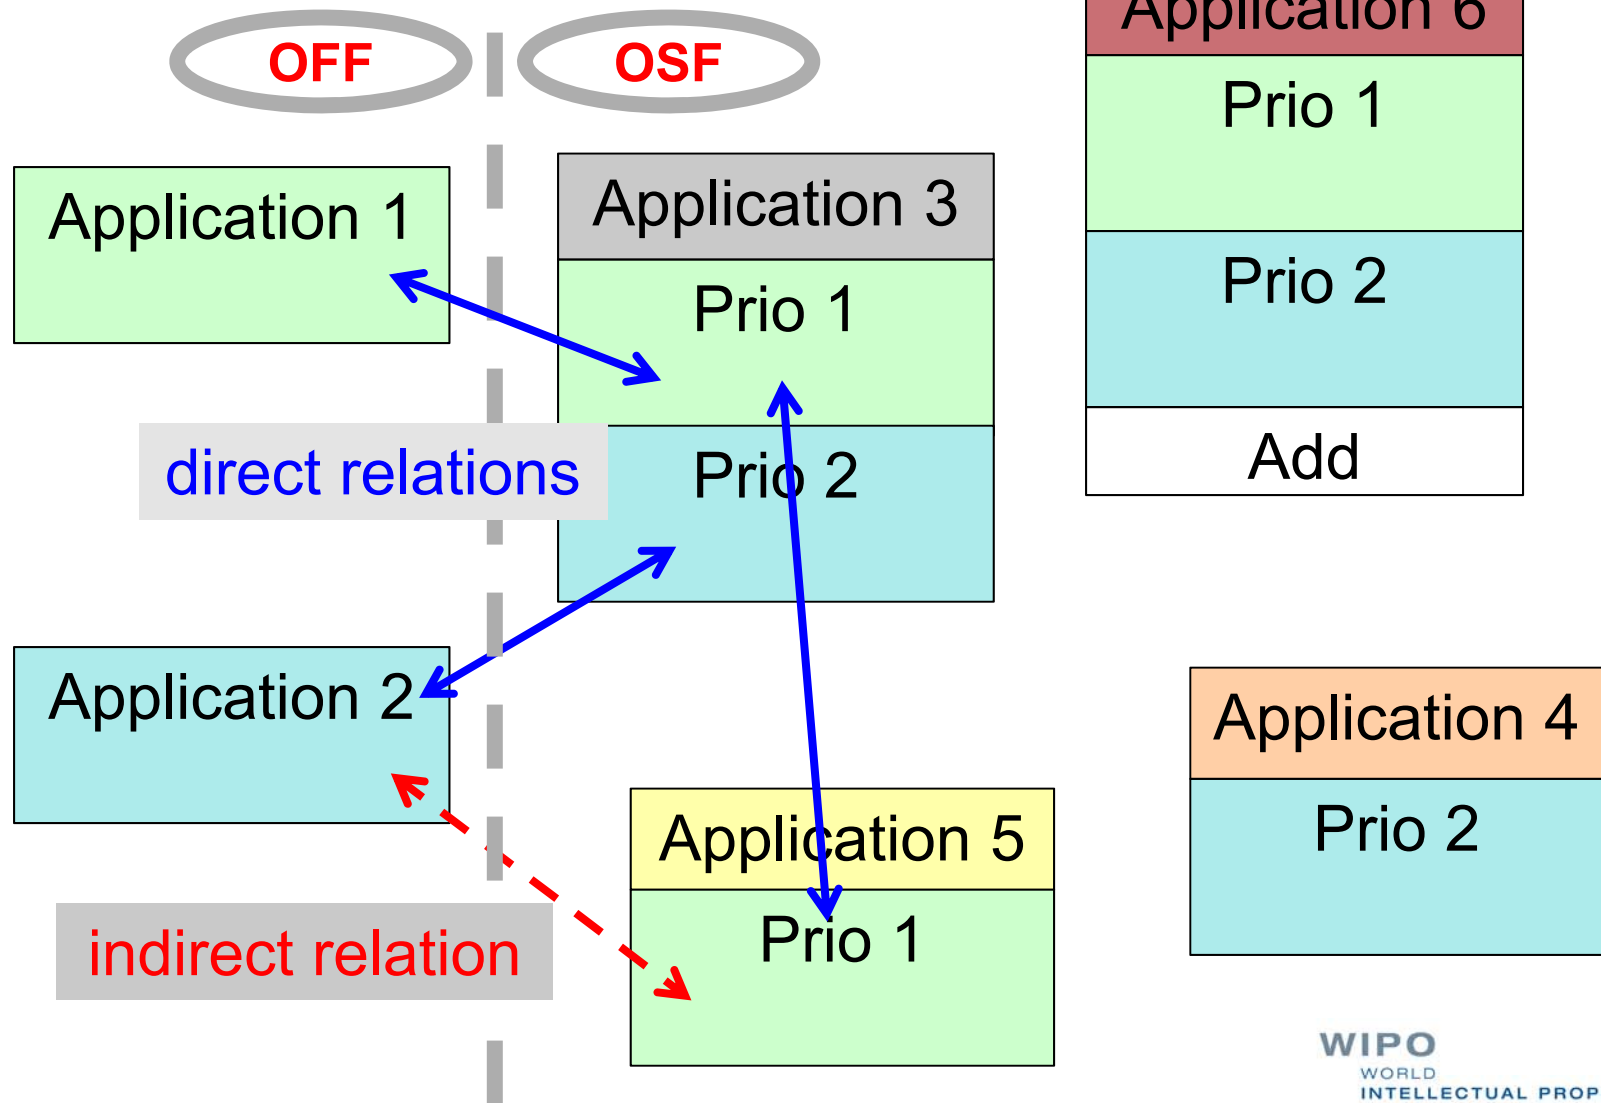 OFF
OSF
Application 6
Prio 1
Prio 2
Add
Application 1
Application 3
Prio 1
Prio 2
direct relations
Application 2
Application 4
Prio 2
Application 5
Prio 1
indirect relation
WIPO
WORLD
INTELLECTUAL PROP